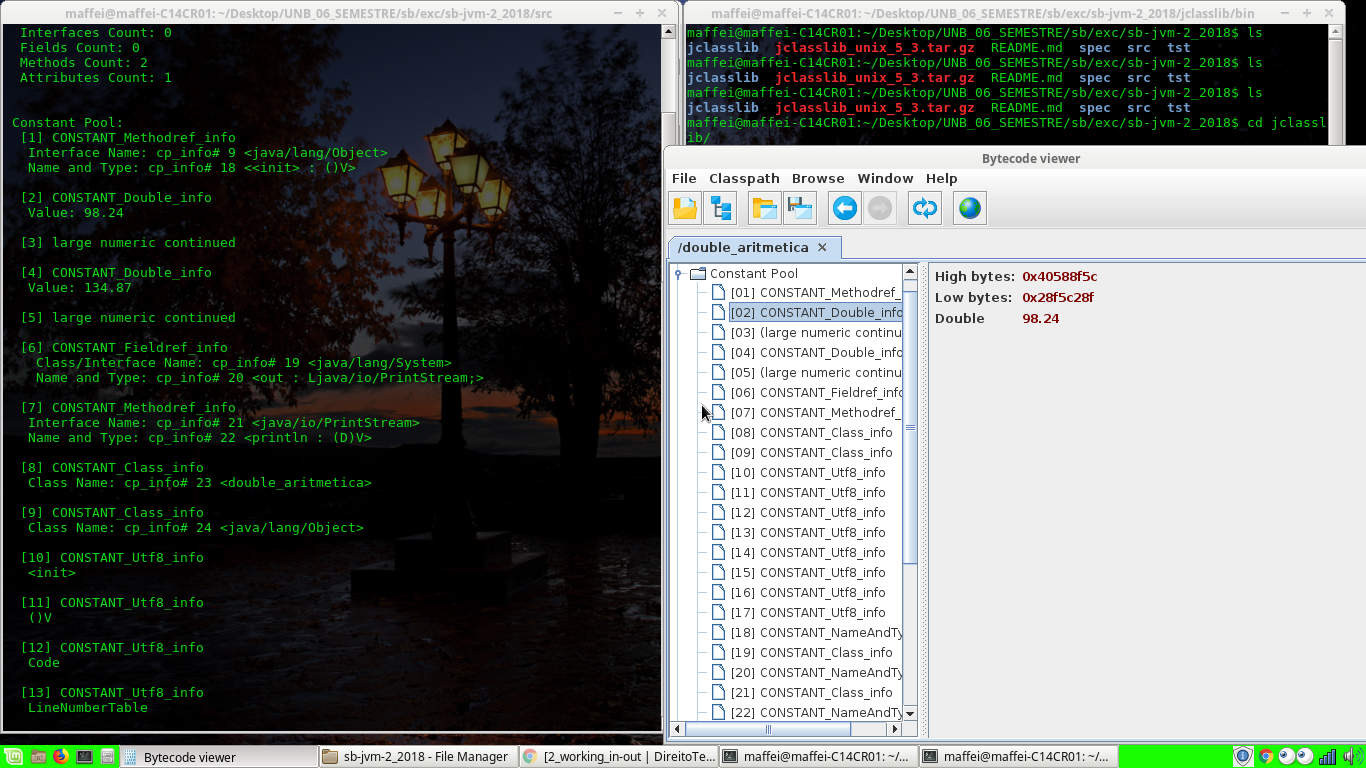 maffei@maffei-C14CR01: ~/Desktop/UNB_06_SEMESTRE/sb/exc/sb-jvm-2_2018/src
Interfaces Count: 0
Fields Count: 0
Methods Count: 2
Attributes Count: 1
Constant Pool:
[1] CONSTANT_Methodref_info
Interface Name: cp_info# 9 <java/lang/Object>
Name and Type: cp_info# 18 <<init> : ()V>
[2] CONSTANT_Double_info
Value: 98.24
[3] large numeric continued
[4] CONSTANT_Double_info
Value: 134.87
[5] large numeric continued
[6] CONSTANT_Fieldref_info
Class/Interface Name: cp_info# 19 <java/lang/System>
Name and Type: cp_info# 20 <out : Ljava/io/PrintStream;>
[7] CONSTANT_Methodref_info
Interface Name: cp_info# 21 <java/io/PrintStream>
Name and Type: cp_info# 22 <println : (D)V>
[8] CONSTANT_Class_info
Class Name: cp_info# 23 <double_aritmetica>
[9] CONSTANT_Class_info
Class Name: cp_info# 24 <java/lang/Object>
[10] CONSTANT_Utf8_info
<init>
[11] CONSTANT_Utf8_info
()V
[12] CONSTANT_Utf8_info
Code
[13] CONSTANT_Utf8_info
LineNumberTable
maffei@maffei-C14CR01: ~/Desktop/UNB_06_SEMESTRE/sb/exc/sb-jvm-2_2018/jclasslib/bin
maffei@maffei-C14CR01:~/Desktop/UNB_06_SEMESTRE/sb/exc/sb-jvm-2_2018$ ls
jclasslib jclasslib_unix_5_3.tar.gz README.md spec src tst
maffei@maffei-C14CR01:~/Desktop/UNB_06_SEMESTRE/sb/exc/sb-jvm-2_2018$ ls
jclasslib jclasslib_unix_5_3.tar.gz README.md spec src tst
maffei@maffei-C14CR01:~/Desktop/UNB_06_SEMESTRE/sb/exc/sb-jvm-2_2018$ ls
jclasslib jclasslib_unix_5_3.tar.gz README.md spec src tst
maffei@maffei-C14CR01:~/Desktop/UNB_06_SEMESTRE/sb/exc/sb-jvm-2_2018$ cd jclassl
ib/
Bytecode viewer
File Classpath Browse Window Help
/double_aritmetica
Constant Pool
[01] CONSTANT_Methodref_
[02] CONSTANT_Double_info
[03] (large numeric continu
[04] CONSTANT_Double_info
[05] (large numeric continu
[06] CONSTANT_Fieldref_info
[07] CONSTANT_Methodref_
[08] CONSTANT_Class_info
[09] CONSTANT_Class_info
[10] CONSTANT_Utf8_info
[11] CONSTANT_Utf8_info
[12] CONSTANT_Utf8_info
[13] CONSTANT_Utf8_info
[14] CONSTANT_Utf8_info
[15] CONSTANT_Utf8_info
[16] CONSTANT_Utf8_info
[17] CONSTANT_Utf8_info
[18] CONSTANT_NameAndTy
[19] CONSTANT_Class_info
[20] CONSTANT_NameAndTy
[21] CONSTANT_Class_info
[22] CONSTANT_NameAndTy
High bytes: 0x40588f5c
Low bytes: 0x28f5c28f
Double 98.24
Bytecode viewer
sb-jvm-2_2018 - File Manager
[2_working_in-out | DireitoTe...
maffei@maffei-C14CR01: ~/...
maffei@maffei-C14CR01: ~/...